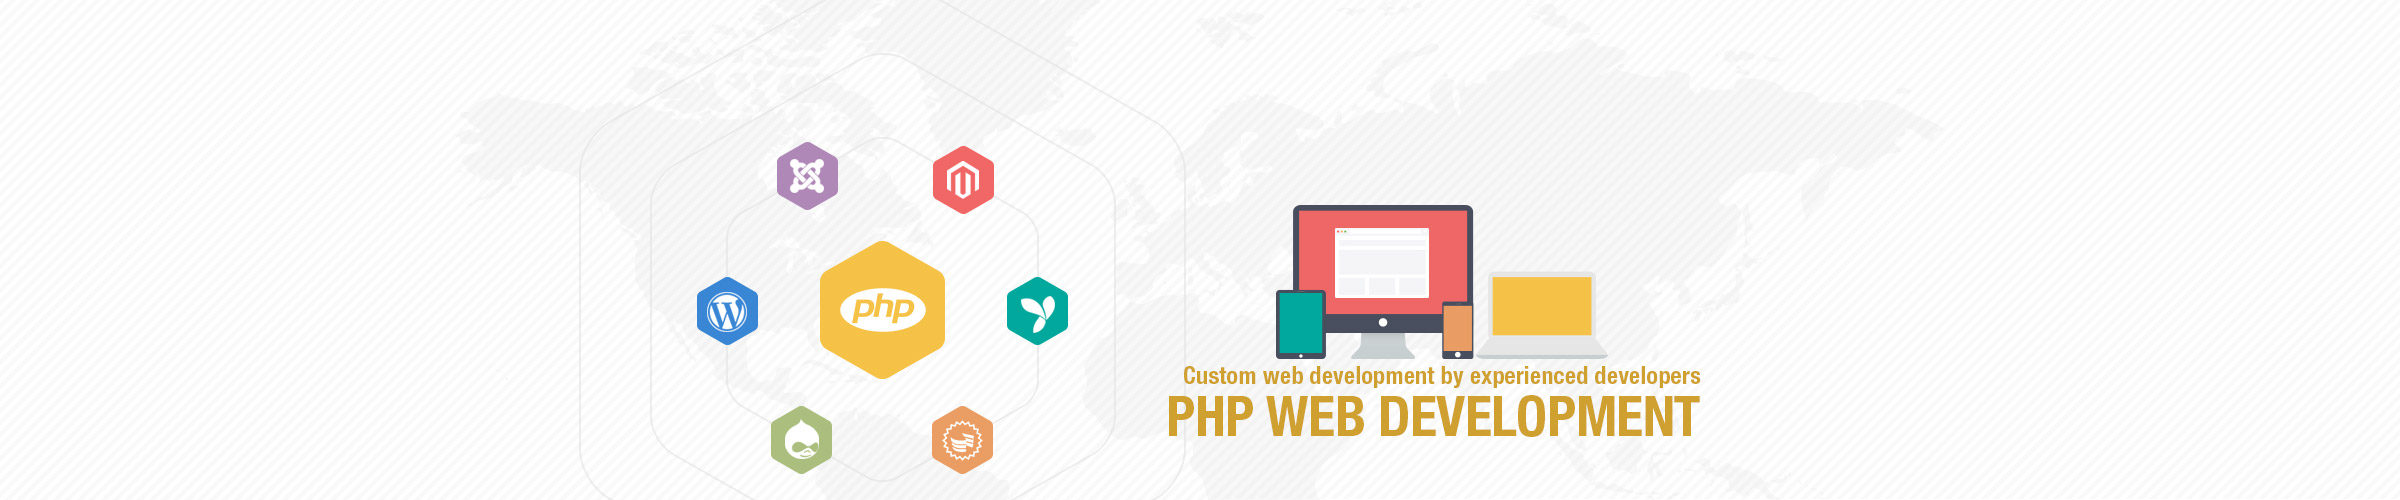 php
Custom web development by experienced developers
PHP WEB DEVELOPMENT